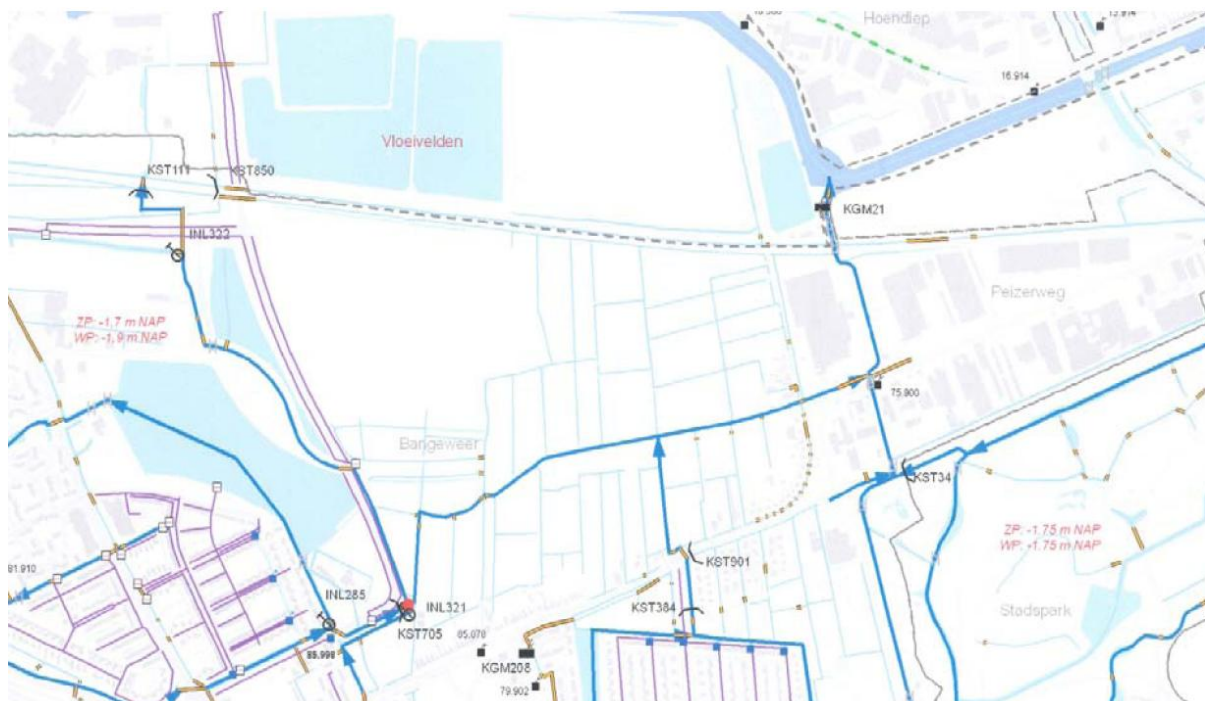 Hoendiep
16.914
Vloeivelden
KST111
KST850
KGM21
INL322
Peizerweg
ZP: -1,7 m NAP
WP: -1,9 m NAP
75.900
Bangeweer
KST34
ZP: -1.75 m NAP
WP: -1.75 m NAP
KST901
81.910
INL285
INL321
KST384
Stadspark
KST705
85.998
05.070
KGM208
79.902